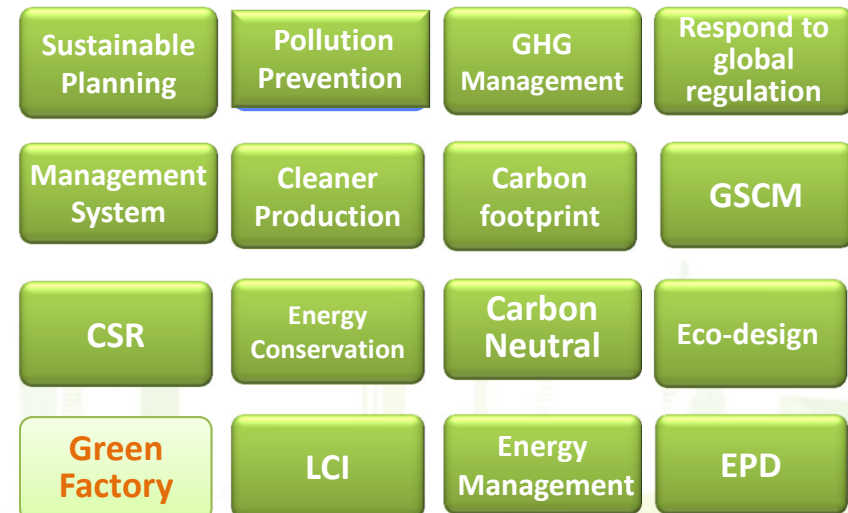 Sustainable
Planning
Pollution
Prevention
GHG
Management
Respond to
global
regulation
Management
System
Cleaner
Production
Carbon
footprint
GSCM
CSR
Energy
Conservation
Carbon
Neutral
Eco-design
Green
Factory
LCI
Energy
Management
EPD